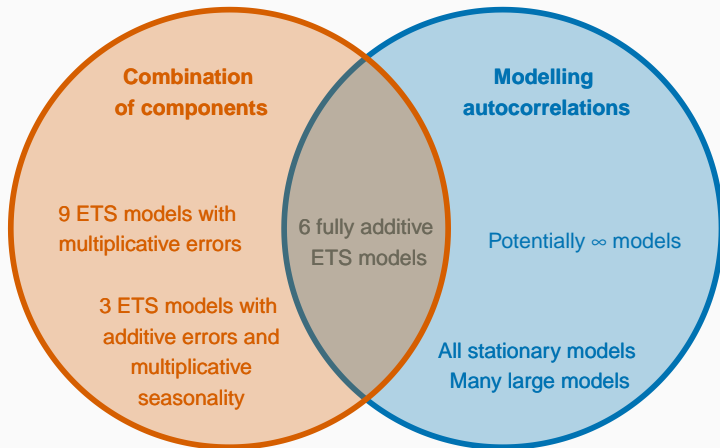 Combination
of components
9 ETS models with
multiplicative errors
3 ETS models with
additive errors and
multiplicative
seasonality
6 fully additive
ETS models
Modelling
autocorrelations
Potentially ∞ models
All stationary models
Many large models